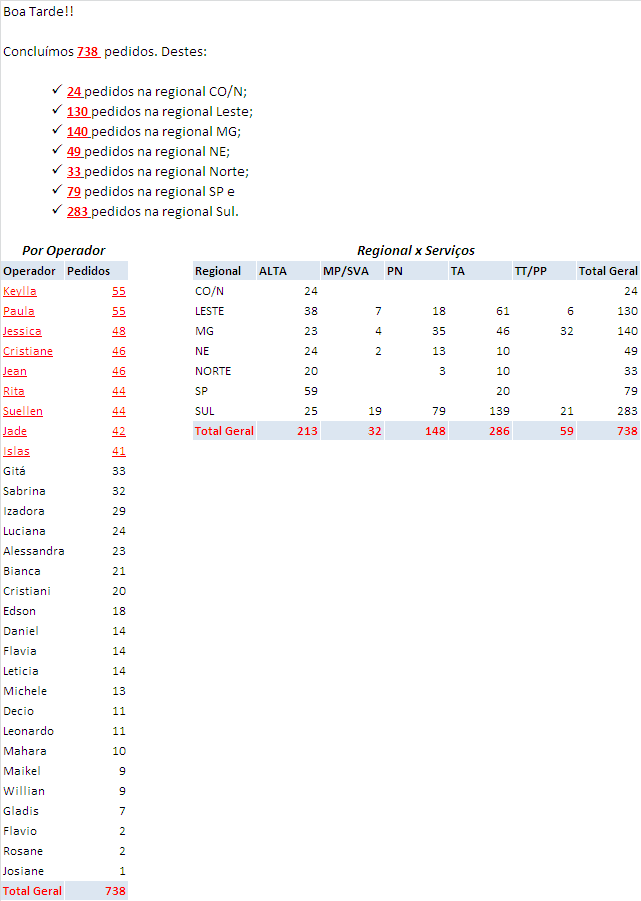 Boa Tarde!!
Concluímos 738 pedidos. Destes:
✓ 24 pedidos na regional CO/N;
✓ 130 pedidos na regional Leste;
✓ 140 pedidos na regional MG;
✓ 49 pedidos na regional NE;
✓ 33 pedidos na regional Norte;
✓ 79 pedidos na regional SP e
✓ 283 pedidos na regional Sul.
Por Operador
Operador Pedidos
Keylla 55
Paula 55
Jessica 48
Cristiane 46
Jean 46
Rita 44
Suellen 44
Jade 42
Islas 41
Gitá 33
Sabrina 32
Izadora 29
Luciana 24
Alessandra 23
Bianca 21
Cristiani 20
Edson 18
Daniel 14
Flavia 14
Leticia 14
Michele 13
Decio 11
Leonardo 11
Mahara 10
Maikel 9
Willian 9
Gladis 7
Flavio 2
Rosane 2
Josiane 1
Total Geral 738
Regional x Serviços
Regional ALTA MP/SVA PN TA TT/PP Total Geral
CO/N 24 24
LESTE 38 7 18 61 6 130
MG 23 4 35 46 32 140
NE 24 2 13 10 49
NORTE 20 3 10 33
SP 59 20 79
SUL 25 19 79 139 21 283
Total Geral 213 32 148 286 59 738